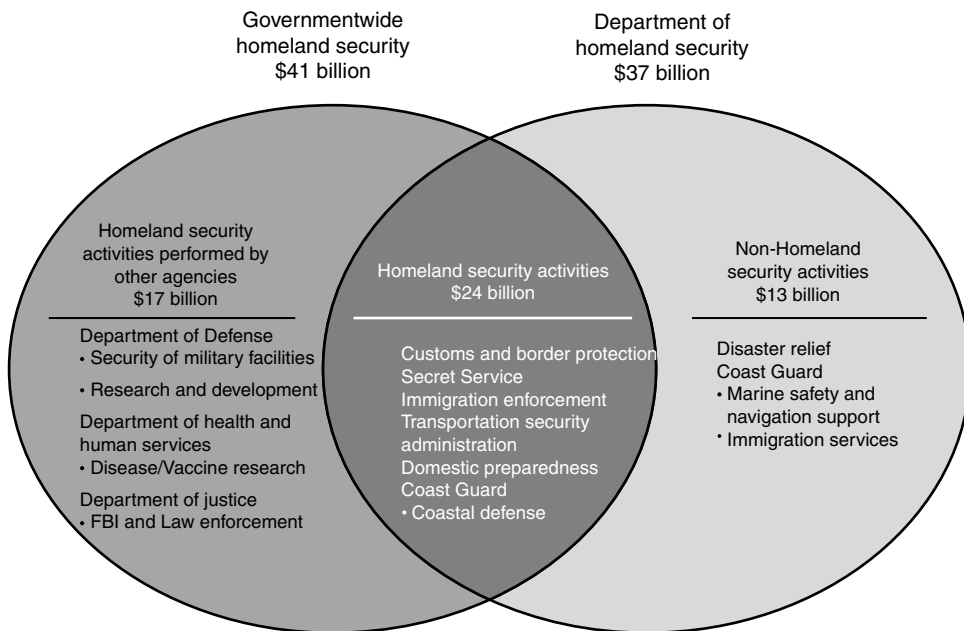 Governmentwide
homeland security
$41 billion
Department of
homeland security
$37 billion
Homeland security
activities performed by
other agencies
$17 billion
Department of Defense
• Security of military facilities
• Research and development
Department of health and
human services
• Disease/Vaccine research
Department of justice
• FBI and Law enforcement
Homeland security activities
$24 billion
Customs and border protection
Secret Service
Immigration enforcement
Transportation security
administration
Domestic preparedness
Coast Guard
• Coastal defense
Non-Homeland
security activities
$13 billion
Disaster relief
Coast Guard
• Marine safety and
navigation support
• Immigration services